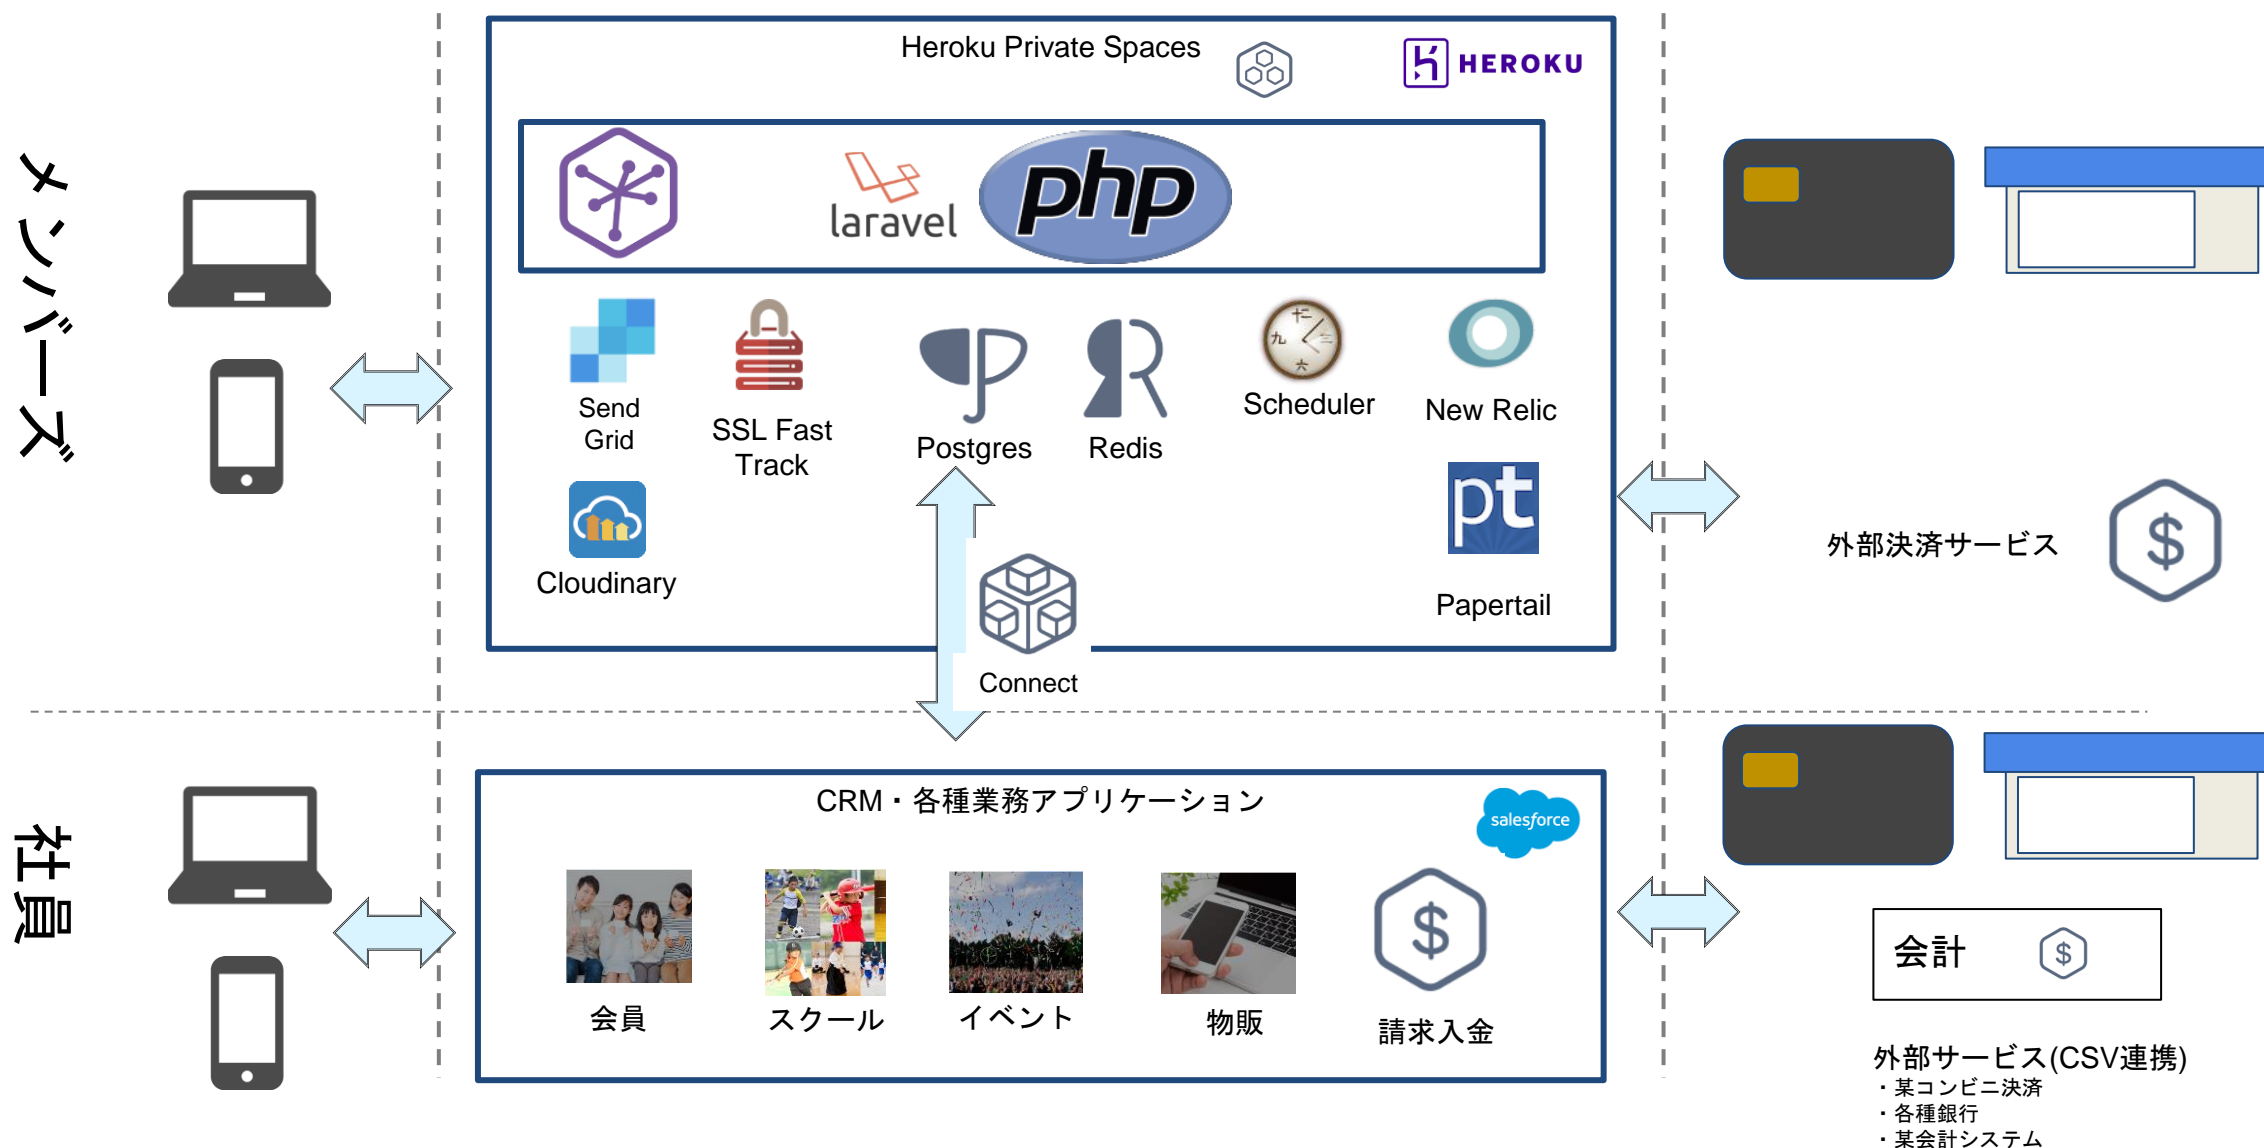 Heroku Private Spaces
HEROKU
メンバーズ
laravel
php
Send
Grid
SSL Fast
Track
Postgres
Redis
十二
九
三
六
Scheduler
New Relic
Cloudinary
pt
Papertail
Connect
$
外部決済サービス
社員
CRM・各種業務アプリケーション
salesforce
会員
スクール
イベント
物販
$
請求入金
会計
$
外部サービス(CSV連携)
・某コンビニ決済
・各種銀行
・某会計システム